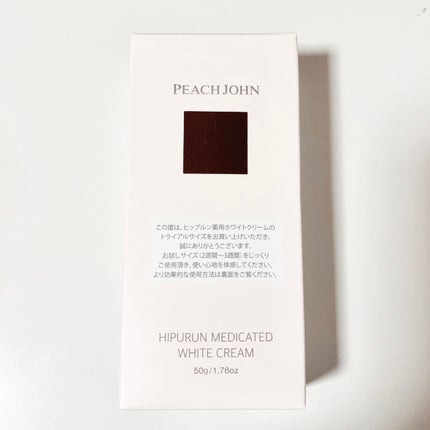 PEACH JOHN
この度は、ヒップルン薬用ホワイトクリームの
トライアルサイズをお買い上げいただき、
誠にありがとうございます。
お試しサイズ(2週間~3週間)をじっくり
ご使用頂き、使い心地を体感してください。
より効果的な使用方法は裏面をご覧ください。
HIPURUN MEDICATED
WHITE CREAM
50g/1.76oz